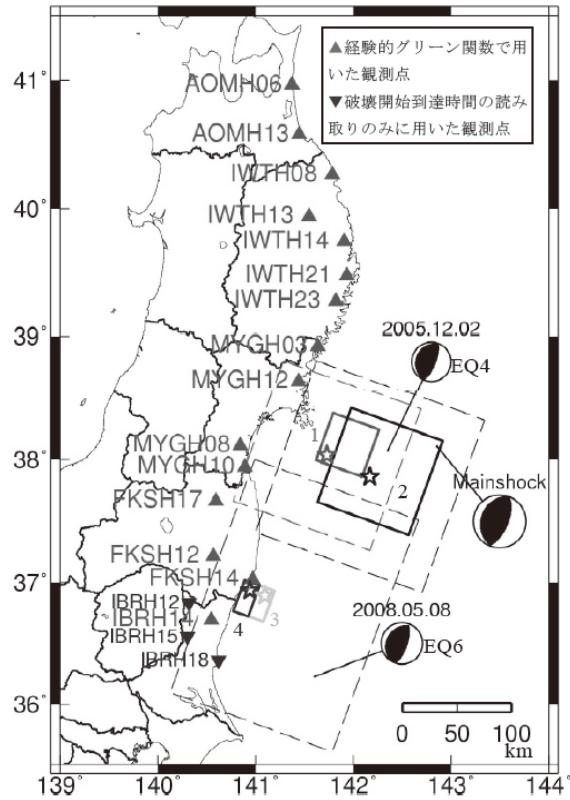 ▲経験的グリーン関数で用
いた観測点
▼破壊開始到達時間の読み
取りのみに用いた観測点
41°
AOMH06
AOMH13
40°
IWTH08
IWTH13
IWTH14
IWTH21
IWTH23
39°
MYGH03
2005.12.02
EQ4
MYGH12
1
MYGH08
38°
MYGH10
2
Mainshock
FKSH17
FKSH12
FKSH14
37°
IBRH12
IBRH14
4
3
2008.05.08
IBRH15
EQ6
IBRH18
36°
0 50 100
km
139° 140° 141° 142° 143° 144°